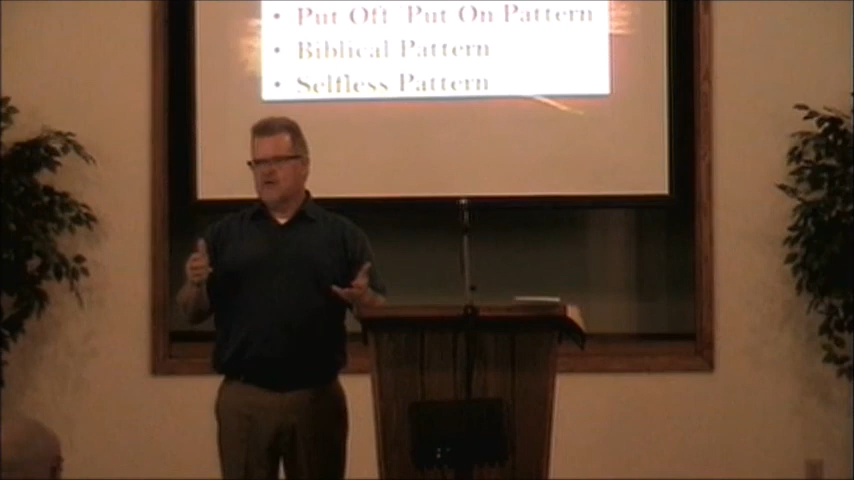 • Put Off Put On Pattern
• Biblical Pattern
• Selfless Pattern